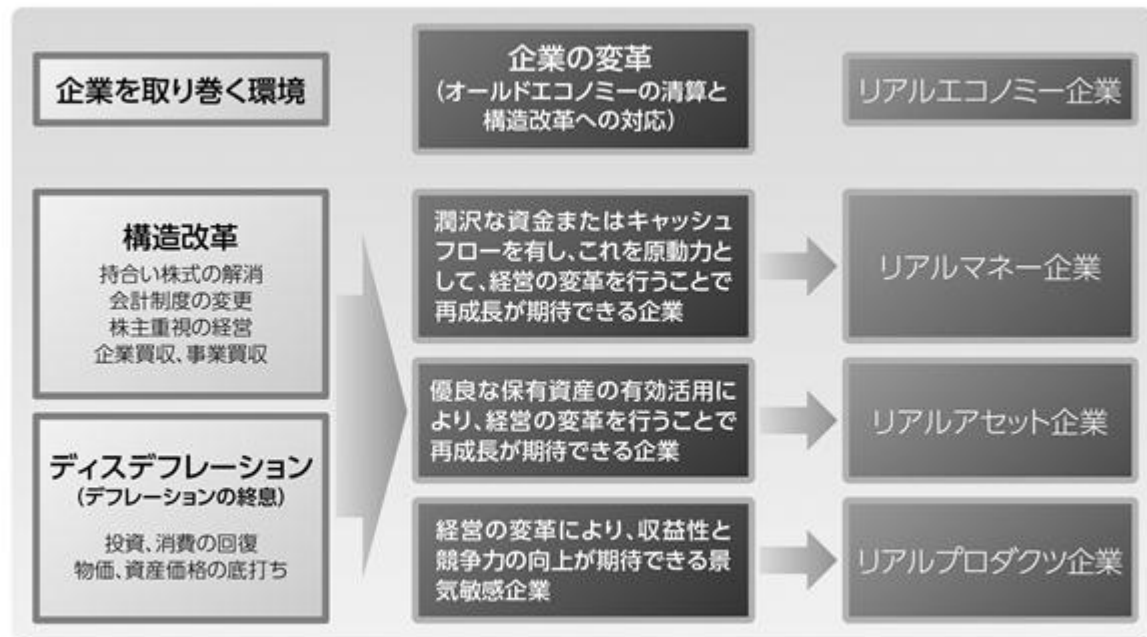 企業を取り巻く環境
企業の変革
(オールドエコノミーの清算と
構造改革への対応)
リアルエコノミー企業
構造改革
持合い株式の解消
会計制度の変更
株主重視の経営
企業買収、事業買収
ディスデフレーション
(デフレーションの終息)
投資、消費の回復
物価、資産価格の底打ち
潤沢な資金またはキャッシュ
フローを有し、これを原動力と
して、経営の変革を行うことで
再成長が期待できる企業
リアルマネー企業
優良な保有資産の有効活用に
より、経営の変革を行うことで
再成長が期待できる企業
リアルアセット企業
経営の変革により、収益性と
競争力の向上が期待できる景
気敏感企業
リアルプロダクツ企業